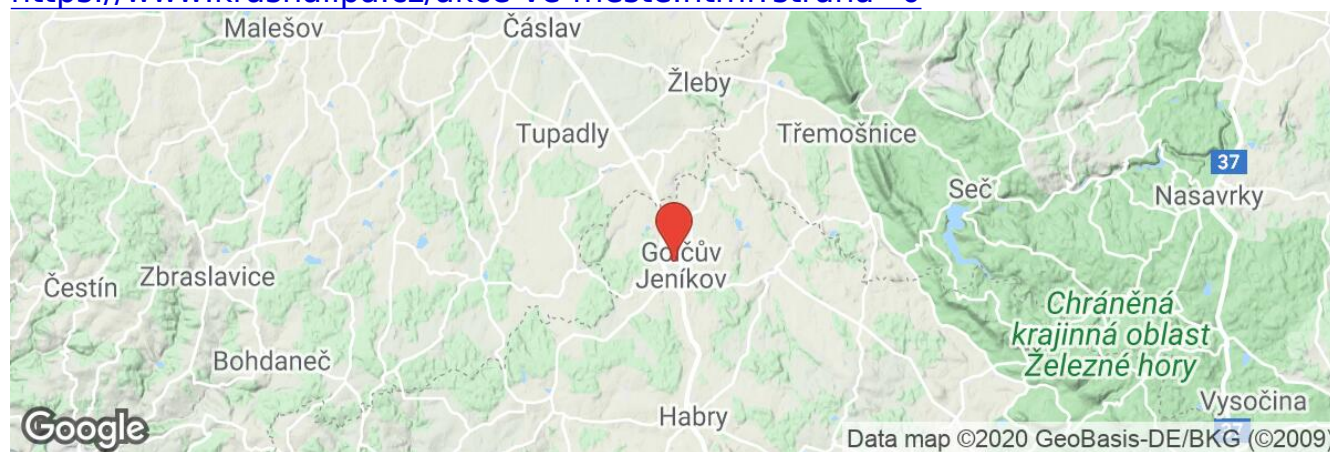 Malešov
Čáslav
Žleby
Tupadly
Třemošnice
37
Seč
Nasavrky
Golčův
Jeníkov
Čestín
Zbraslavice
Chráněná
krajinná oblast
Železné hory
Bohdaneč
Vysočina
Habry
Google
Data map ©2020 GeoBasis-DE/BKG (©2009)